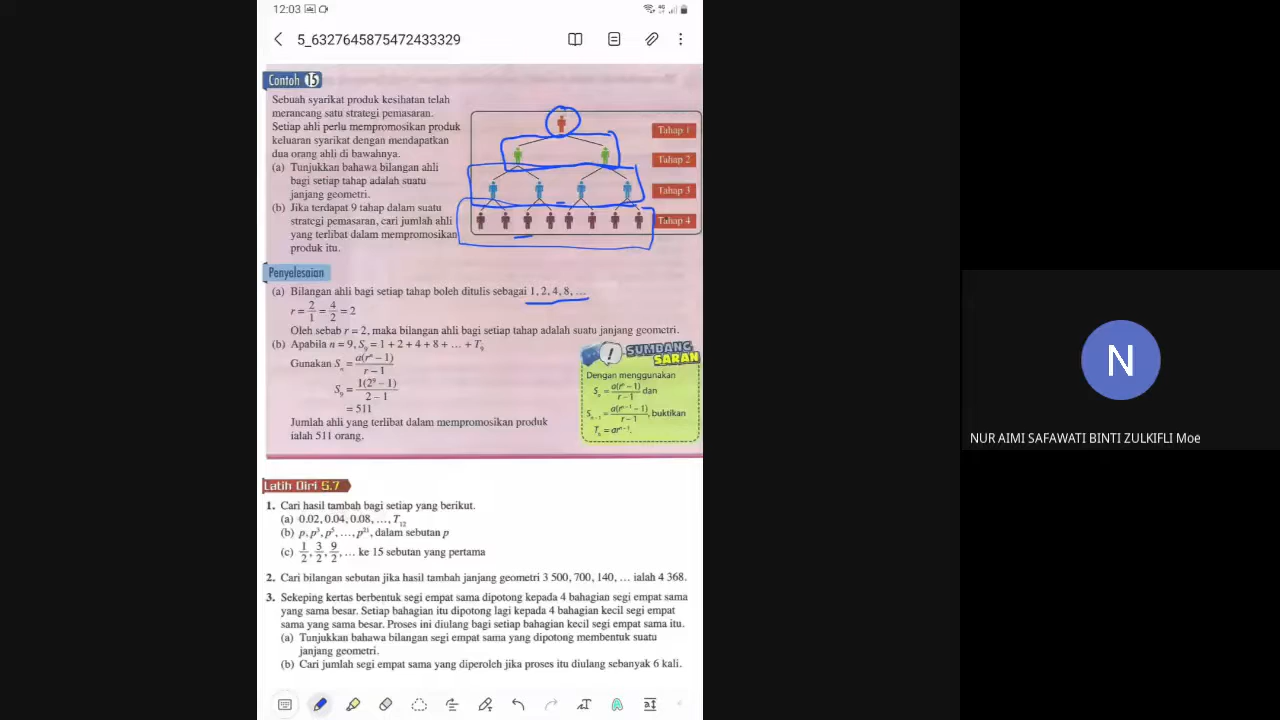 12:03
5_6327645875472433329
Contoh 15
Sebuah syarikat produk kesihatan telah
merancang satu strategi pemasaran.
Setiap ahli perlu mempromosikan produk
keluaran syarikat dengan mendapatkan
dua orang ahli di bawahnya.
(a) Tunjukkan bahawa bilangan ahli
bagi setiap tahap adalah suatu
janjang geometri.
(b) Jika terdapat 9 tahap dalam suatu
strategi pemasaran, cari jumlah ahli
yang terlibat dalam mempromosikan
produk itu.
Tahap 1
Tahap 2
Tahap 3
Tahap 4
Penyelesaian
(a) Bilangan ahli bagi setiap tahap boleh ditulis sebagai 1, 2, 4, 8, …
r = 2/1 = 4/2 = 2
Oleh sebab r = 2, maka bilangan ahli bagi setiap tahap adalah suatu janjang geometri.
(b) Apabila n = 9, S₉ = 1 + 2 + 4 + 8 + … + T₉
Gunakan Sₙ = a(rⁿ − 1)/(r − 1)
S₉ = 1(2⁹ − 1)/(2 − 1)
= 511
Jumlah ahli yang terlibat dalam mempromosikan produk
ialah 511 orang.
SUMBANG
SARAN
Dengan menggunakan
Sₙ = a(rⁿ − 1)/(r − 1) dan
Sₙ₋₁ = a(rⁿ⁻¹ − 1)/(r − 1), buktikan
Tₙ = arⁿ⁻¹.
Latih Diri 5.7
1. Cari hasil tambah bagi setiap yang berikut.
(a) 0.02, 0.04, 0.08, …, T₁₂
(b) p, p³, p⁵, …, p²¹, dalam sebutan p
(c) 1/2, 3/2, 9/2, … ke 15 sebutan yang pertama
2. Cari bilangan sebutan jika hasil tambah janjang geometri 3 500, 700, 140, … ialah 4 368.
3. Sekeping kertas berbentuk segi empat sama dipotong kepada 4 bahagian segi empat sama
yang sama besar. Setiap bahagian itu dipotong lagi kepada 4 bahagian kecil segi empat
sama yang sama besar. Proses ini diulang bagi setiap bahagian kecil segi empat sama itu.
(a) Tunjukkan bahawa bilangan segi empat sama yang dipotong membentuk suatu
janjang geometri.
(b) Cari jumlah segi empat sama yang diperoleh jika proses itu diulang sebanyak 6 kali.
N
NUR AIMI SAFAWATI BINTI ZULKIFLI Moe